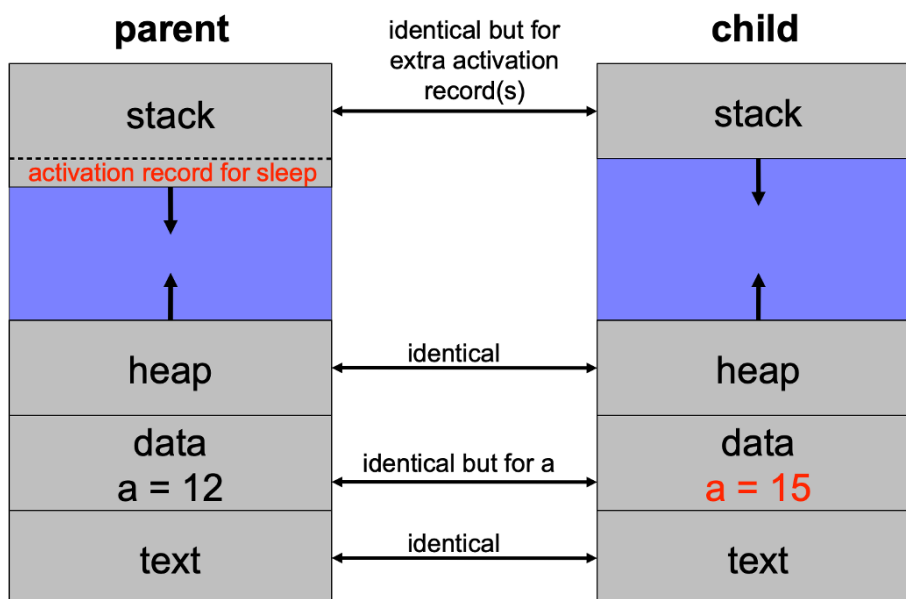 parent
identical but for
extra activation
record(s)
child
stack
stack
activation record for sleep
heap
identical
heap
data
a = 12
identical but for a
data
a = 15
text
identical
text